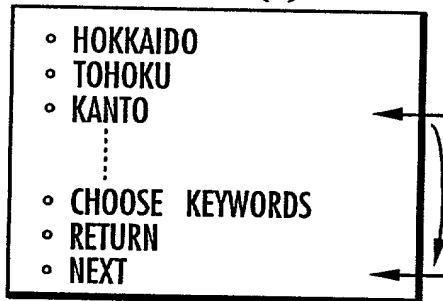 ° HOKKAIDO
° TOHOKU
° KANTO
° CHOOSE KEYWORDS
° RETURN
° NEXT